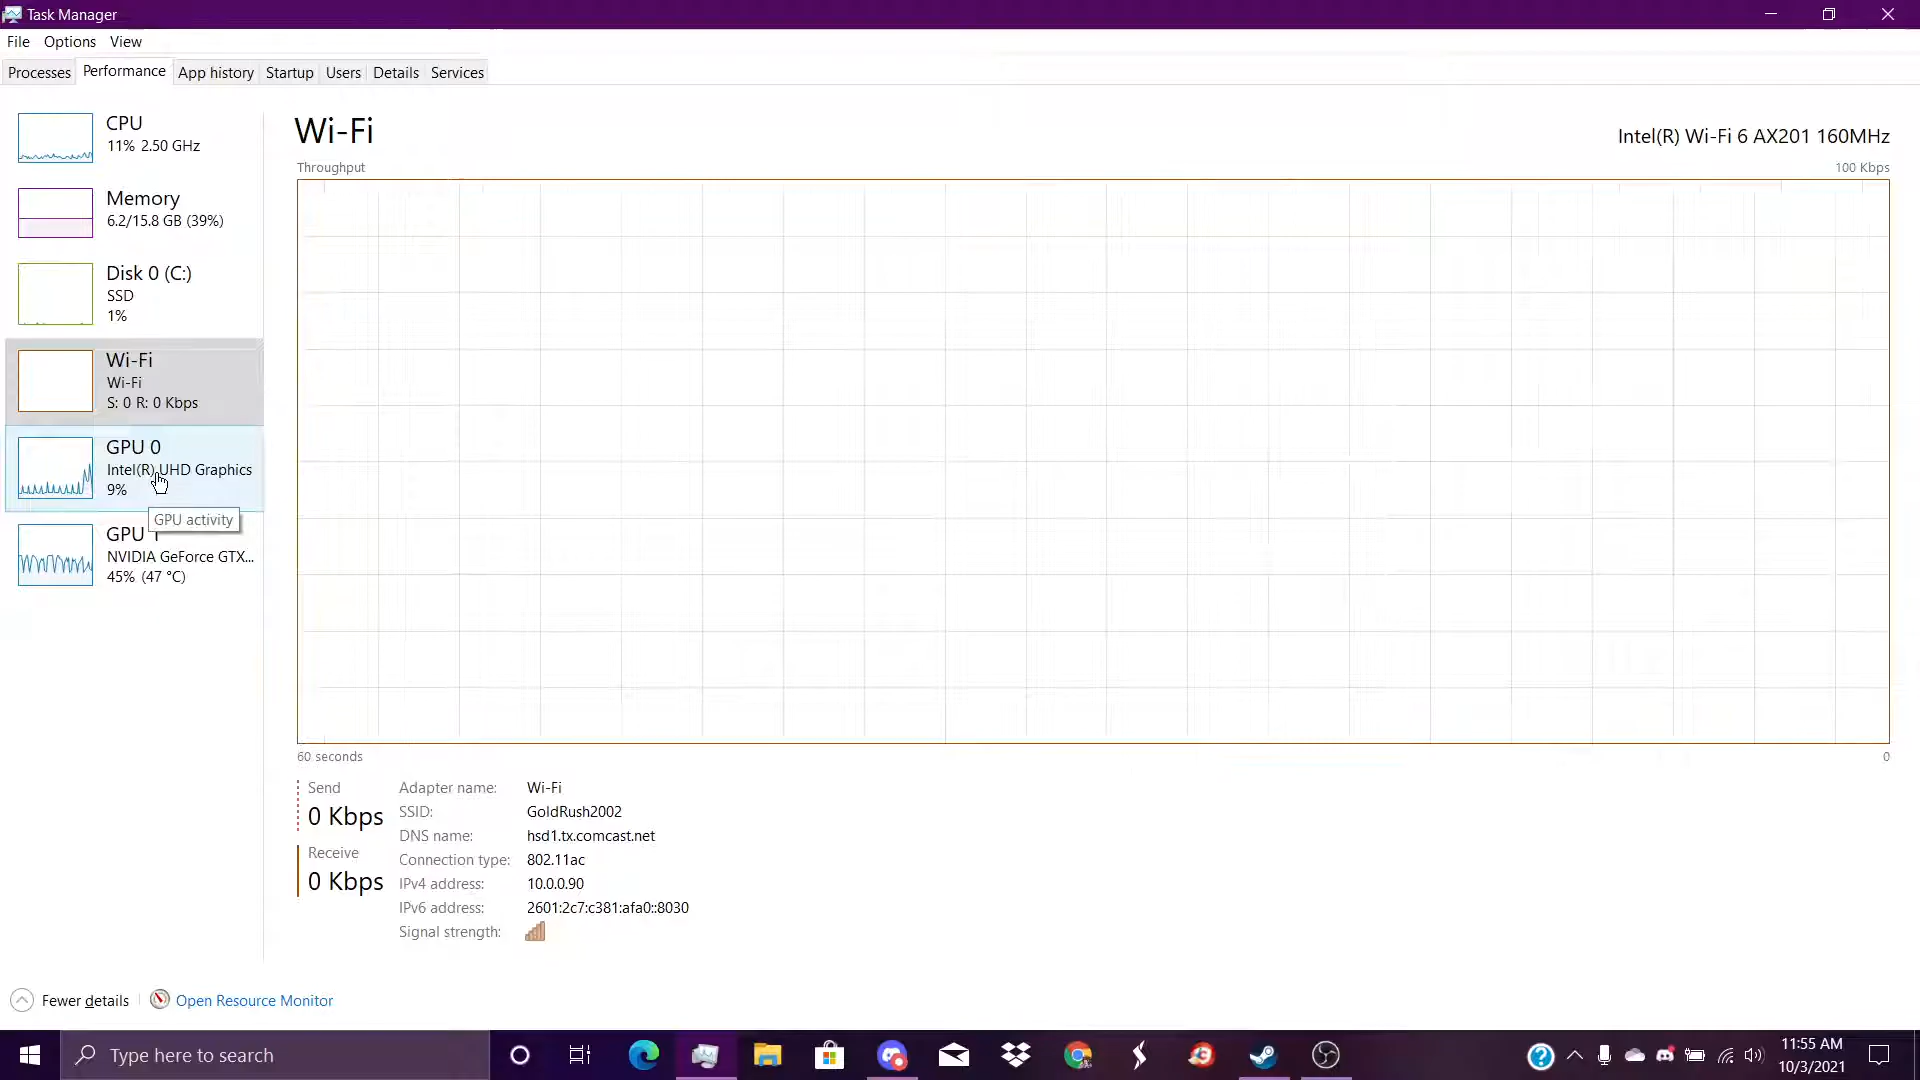 Task Manager
File Options View
Processes Performance App history Startup Users Details Services
CPU
11% 2.50 GHz
Memory
6.2/15.8 GB (39%)
Disk 0 (C:)
SSD
1%
Wi-Fi
Wi-Fi
S: 0 R: 0 Kbps
GPU 0
Intel(R) UHD Graphics
9%
GPU activity
GPU 1
NVIDIA GeForce GTX...
45% (47 °C)
Wi-Fi
Intel(R) Wi-Fi 6 AX201 160MHz
Throughput
100 Kbps
60 seconds
0
Send
0 Kbps
Receive
0 Kbps
Adapter name: Wi-Fi
SSID: GoldRush2002
DNS name: hsd1.tx.comcast.net
Connection type: 802.11ac
IPv4 address: 10.0.0.90
IPv6 address: 2601:2c7:c381:afa0::8030
Signal strength:
Fewer details
Open Resource Monitor
Type here to search
11:55 AM
10/3/2021